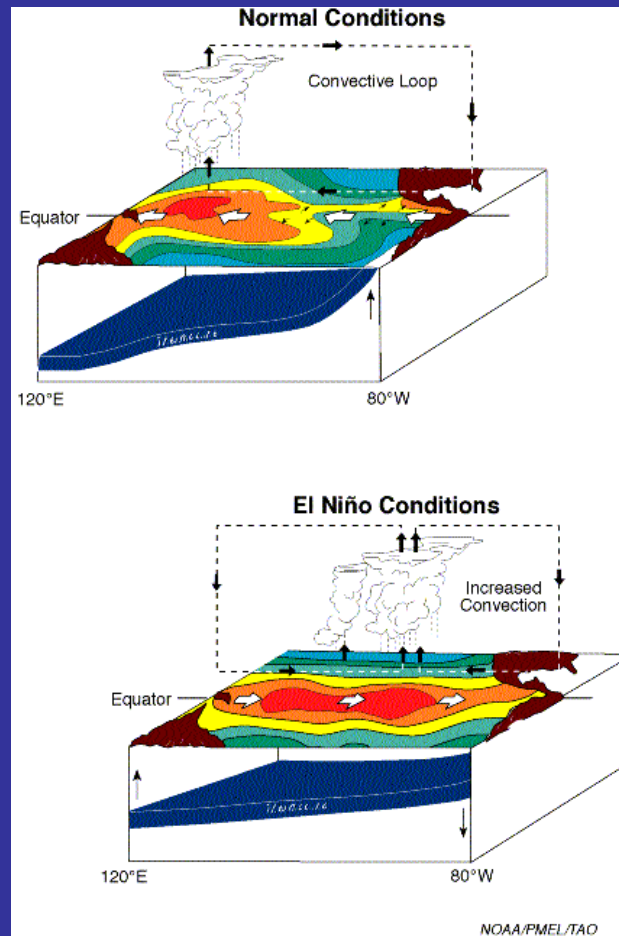 Normal Conditions
Convective Loop
Equator
120°E
80°W
El Niño Conditions
Increased
Convection
Equator
120°E
80°W
NOAA/PMEL/TAO